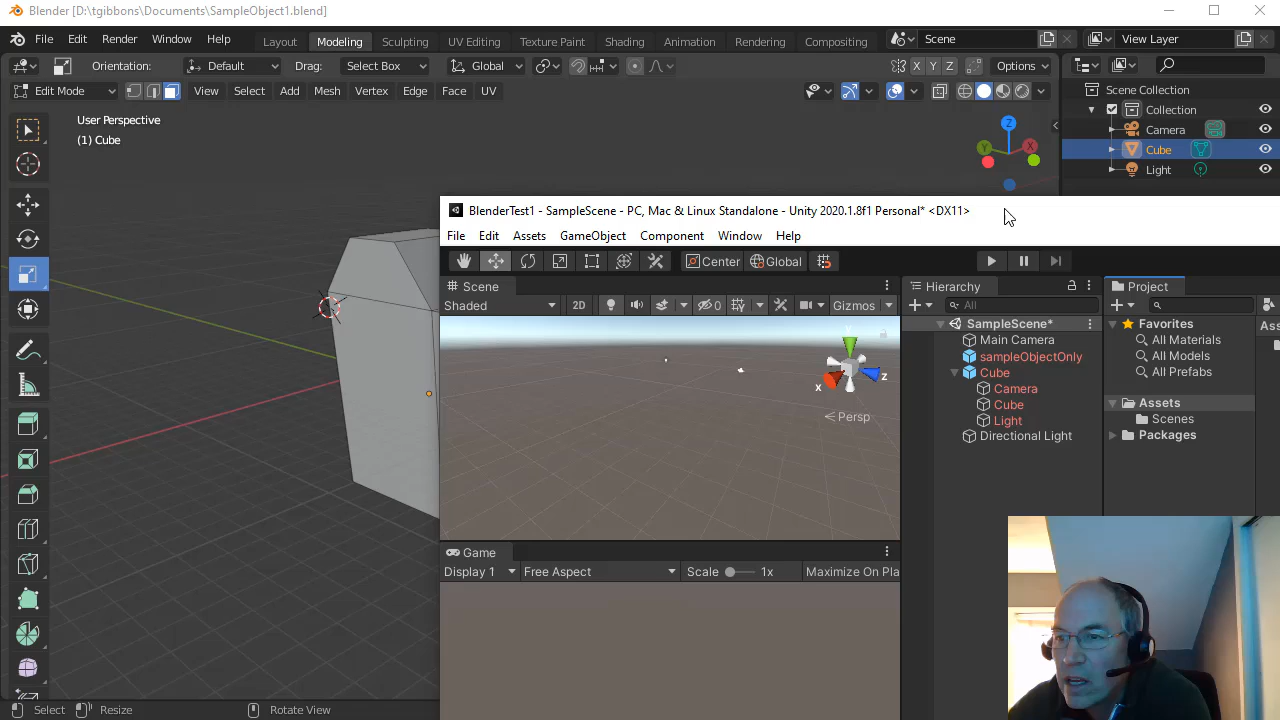 Blender [D:\tgibbons\Documents\SampleObject1.blend]
File Edit Render Window Help Layout Modeling Sculpting UV Editing Texture Paint Shading Animation Rendering Compositing Scene View Layer
Orientation: Default Drag: Select Box Global X Y Z Options
Edit Mode View Select Add Mesh Vertex Edge Face UV
Scene Collection
Collection
Camera
Cube
Light
User Perspective
(1) Cube
Z
Y
X
BlenderTest1 - SampleScene - PC, Mac & Linux Standalone - Unity 2020.1.8f1 Personal* <DX11>
File Edit Assets GameObject Component Window Help
Center Global
Scene
Shaded 2D 0 Gizmos
x
z
Persp
Hierarchy
All
SampleScene*
Main Camera
sampleObjectOnly
Cube
Camera
Cube
Light
Directional Light
Project
Favorites
All Materials
All Models
All Prefabs
Assets
Scenes
Packages
Game
Display 1 Free Aspect Scale 1x Maximize On Pla
Select Resize Rotate View